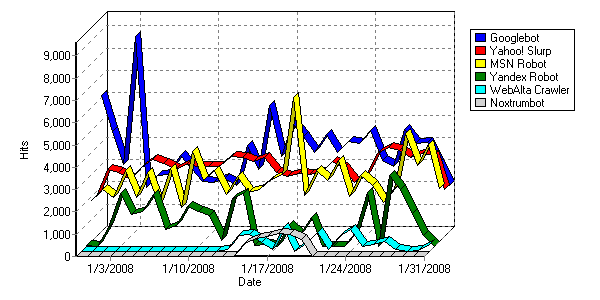 9,000
8,000
7,000
6,000
5,000
4,000
3,000
2,000
1,000
0
Hits
1/3/2008 1/10/2008 1/17/2008 1/24/2008 1/31/2008
Date
Googlebot
Yahoo! Slurp
MSN Robot
Yandex Robot
WebAlta Crawler
Noxtrumbot